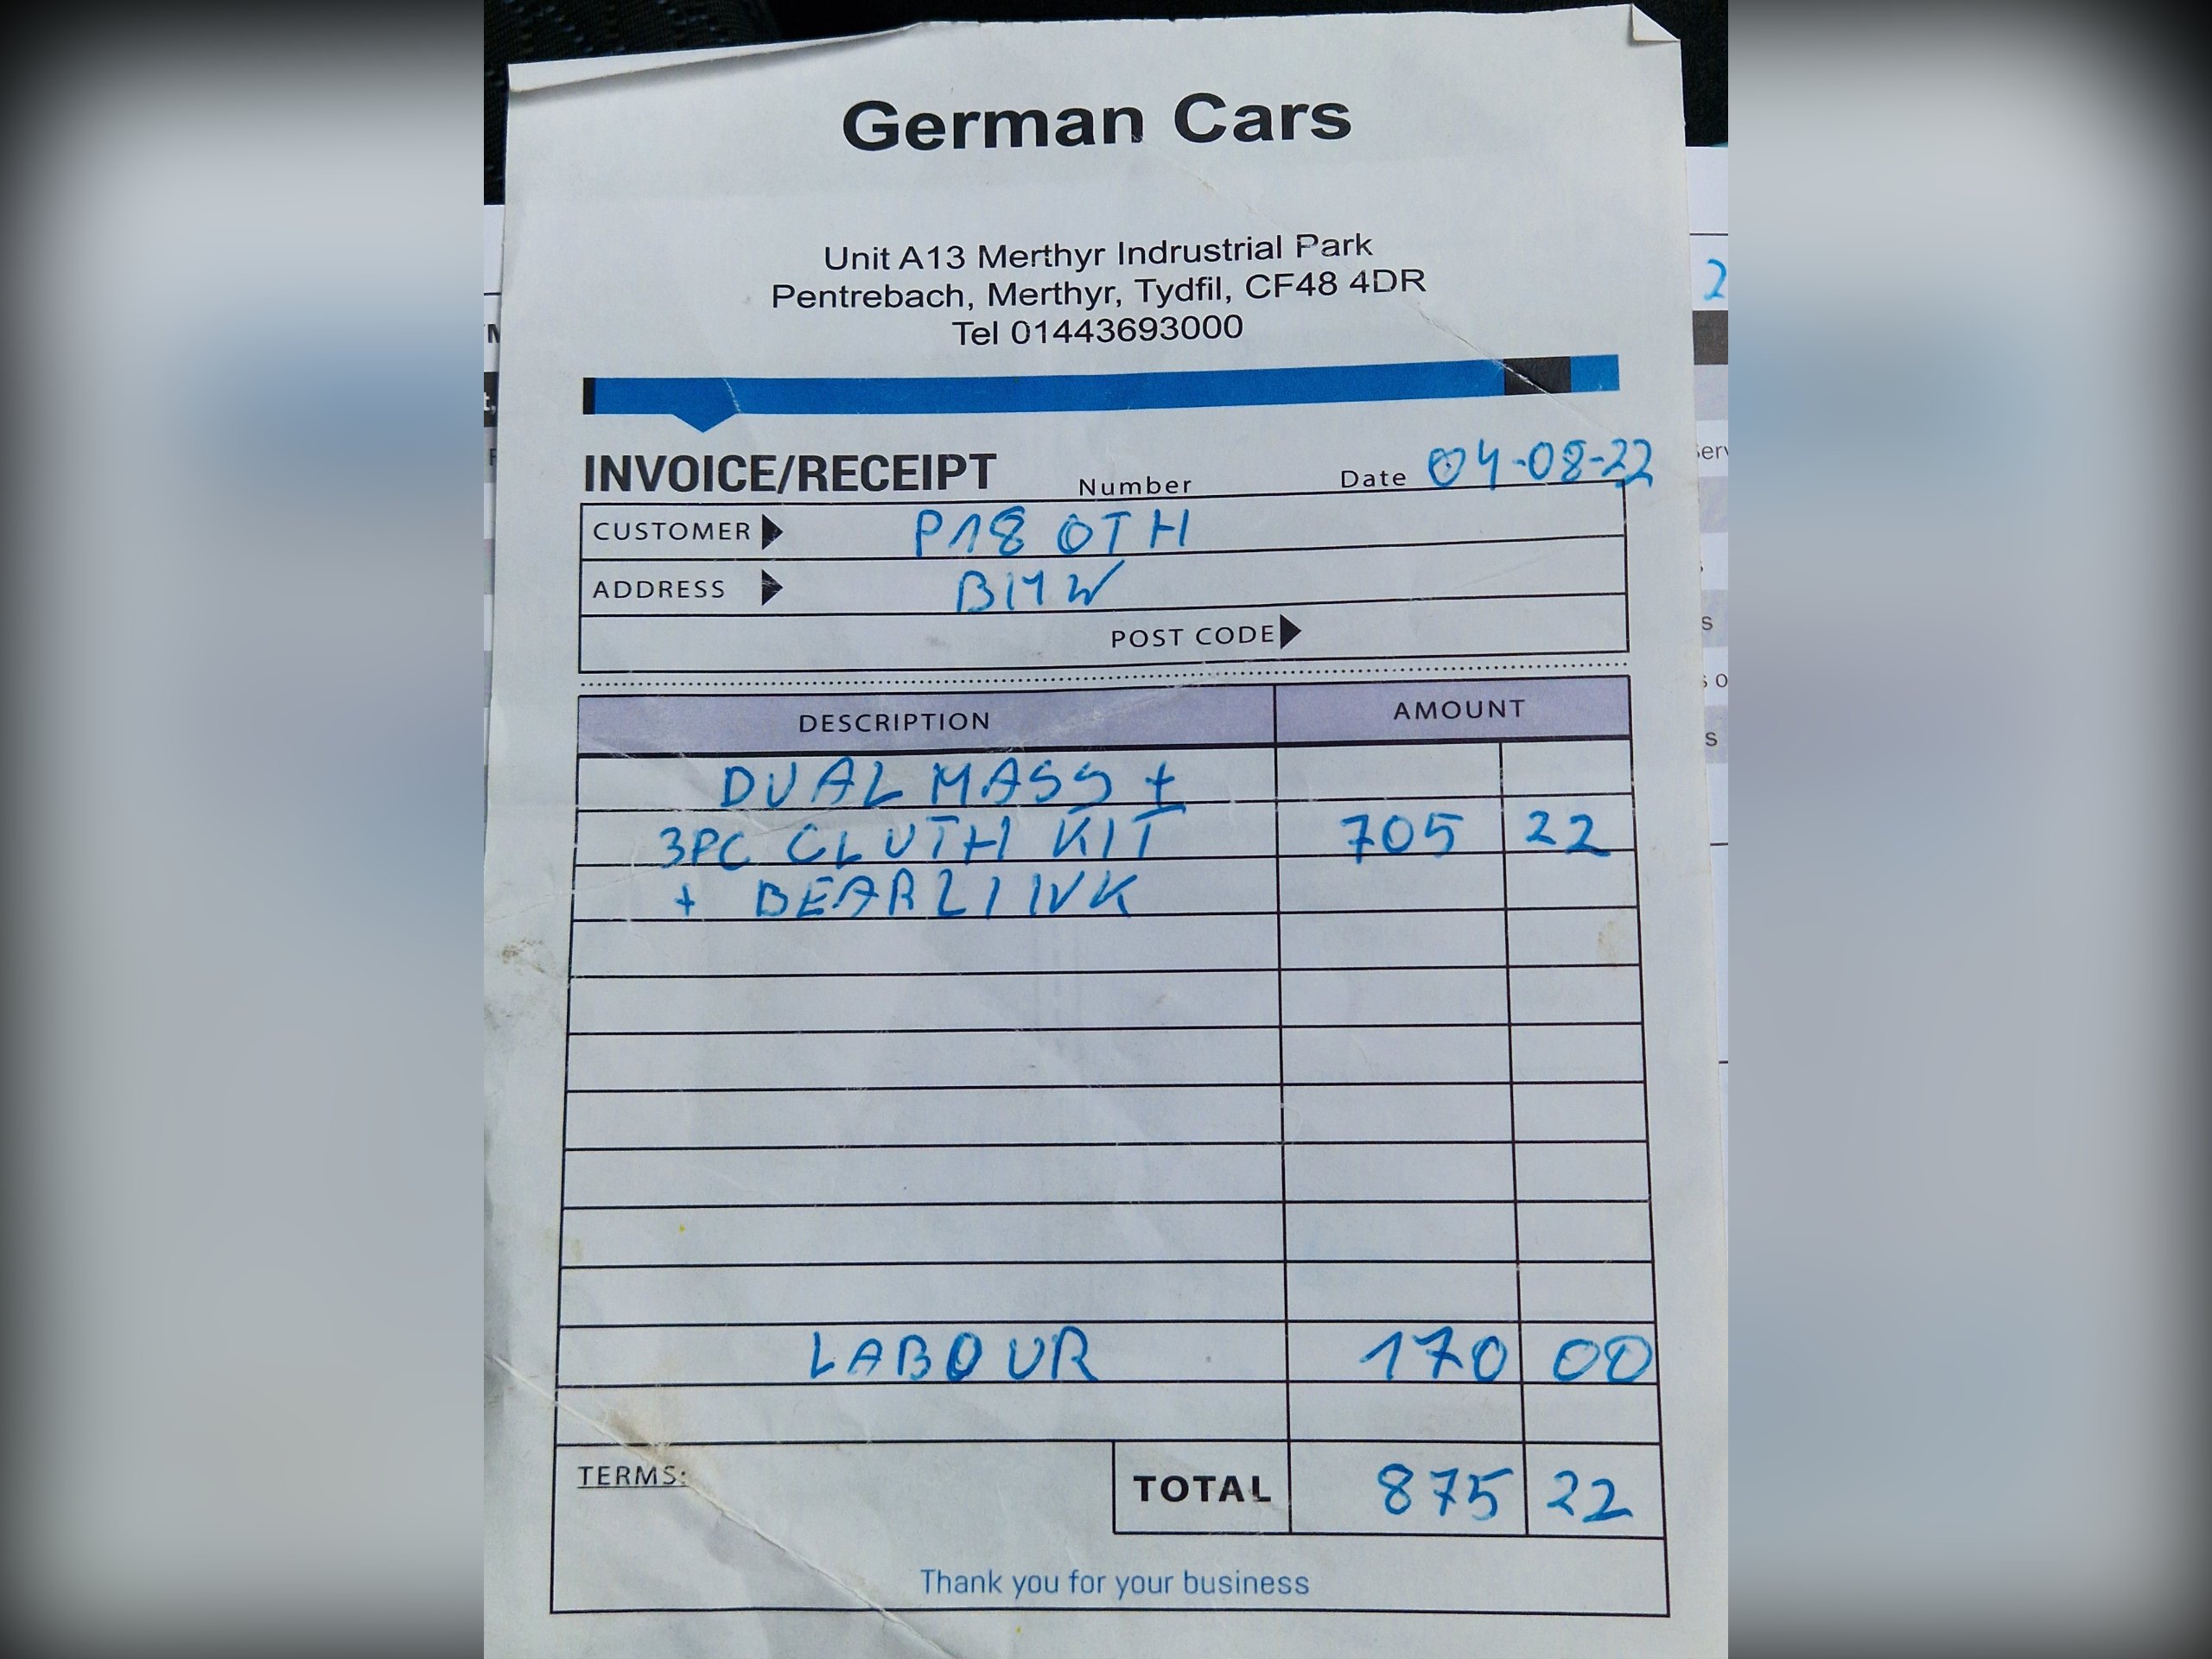 German Cars
Unit A13 Merthyr Indrustrial Park
Pentrebach, Merthyr, Tydfil, CF48 4DR
Tel 01443693000
INVOICE/RECEIPT Number Date 04-08-22
CUSTOMER P18 OTH
ADDRESS BMW
POST CODE
DESCRIPTION AMOUNT
DUAL MASS +
3PC CLUTH KIT 705 22
+ BEARLINK
LABOUR 170 00
TERMS: TOTAL 875 22
Thank you for your business